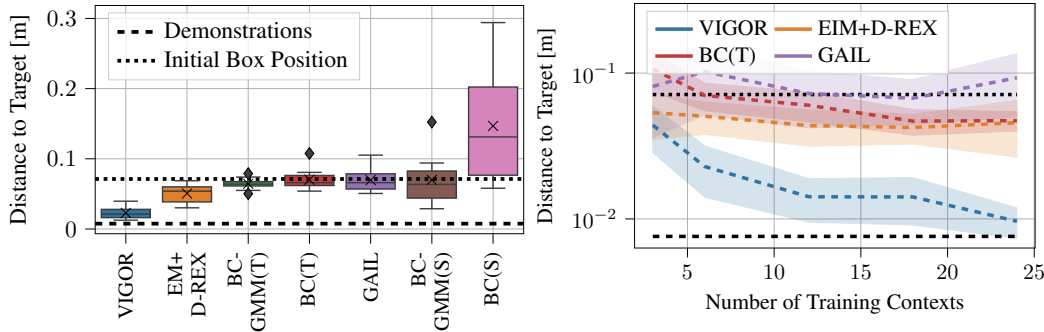 Distance to Target [m]
0.3
0.2
0.1
0
Demonstrations
Initial Box Position
VIGOR
EM+
D-REX
BC-
GMM(T)
BC(T)
GAIL
BC-
GMM(S)
BC(S)
Distance to Target [m]
10⁻¹
10⁻²
VIGOR
BC(T)
EIM+D-REX
GAIL
5
10
15
20
25
Number of Training Contexts